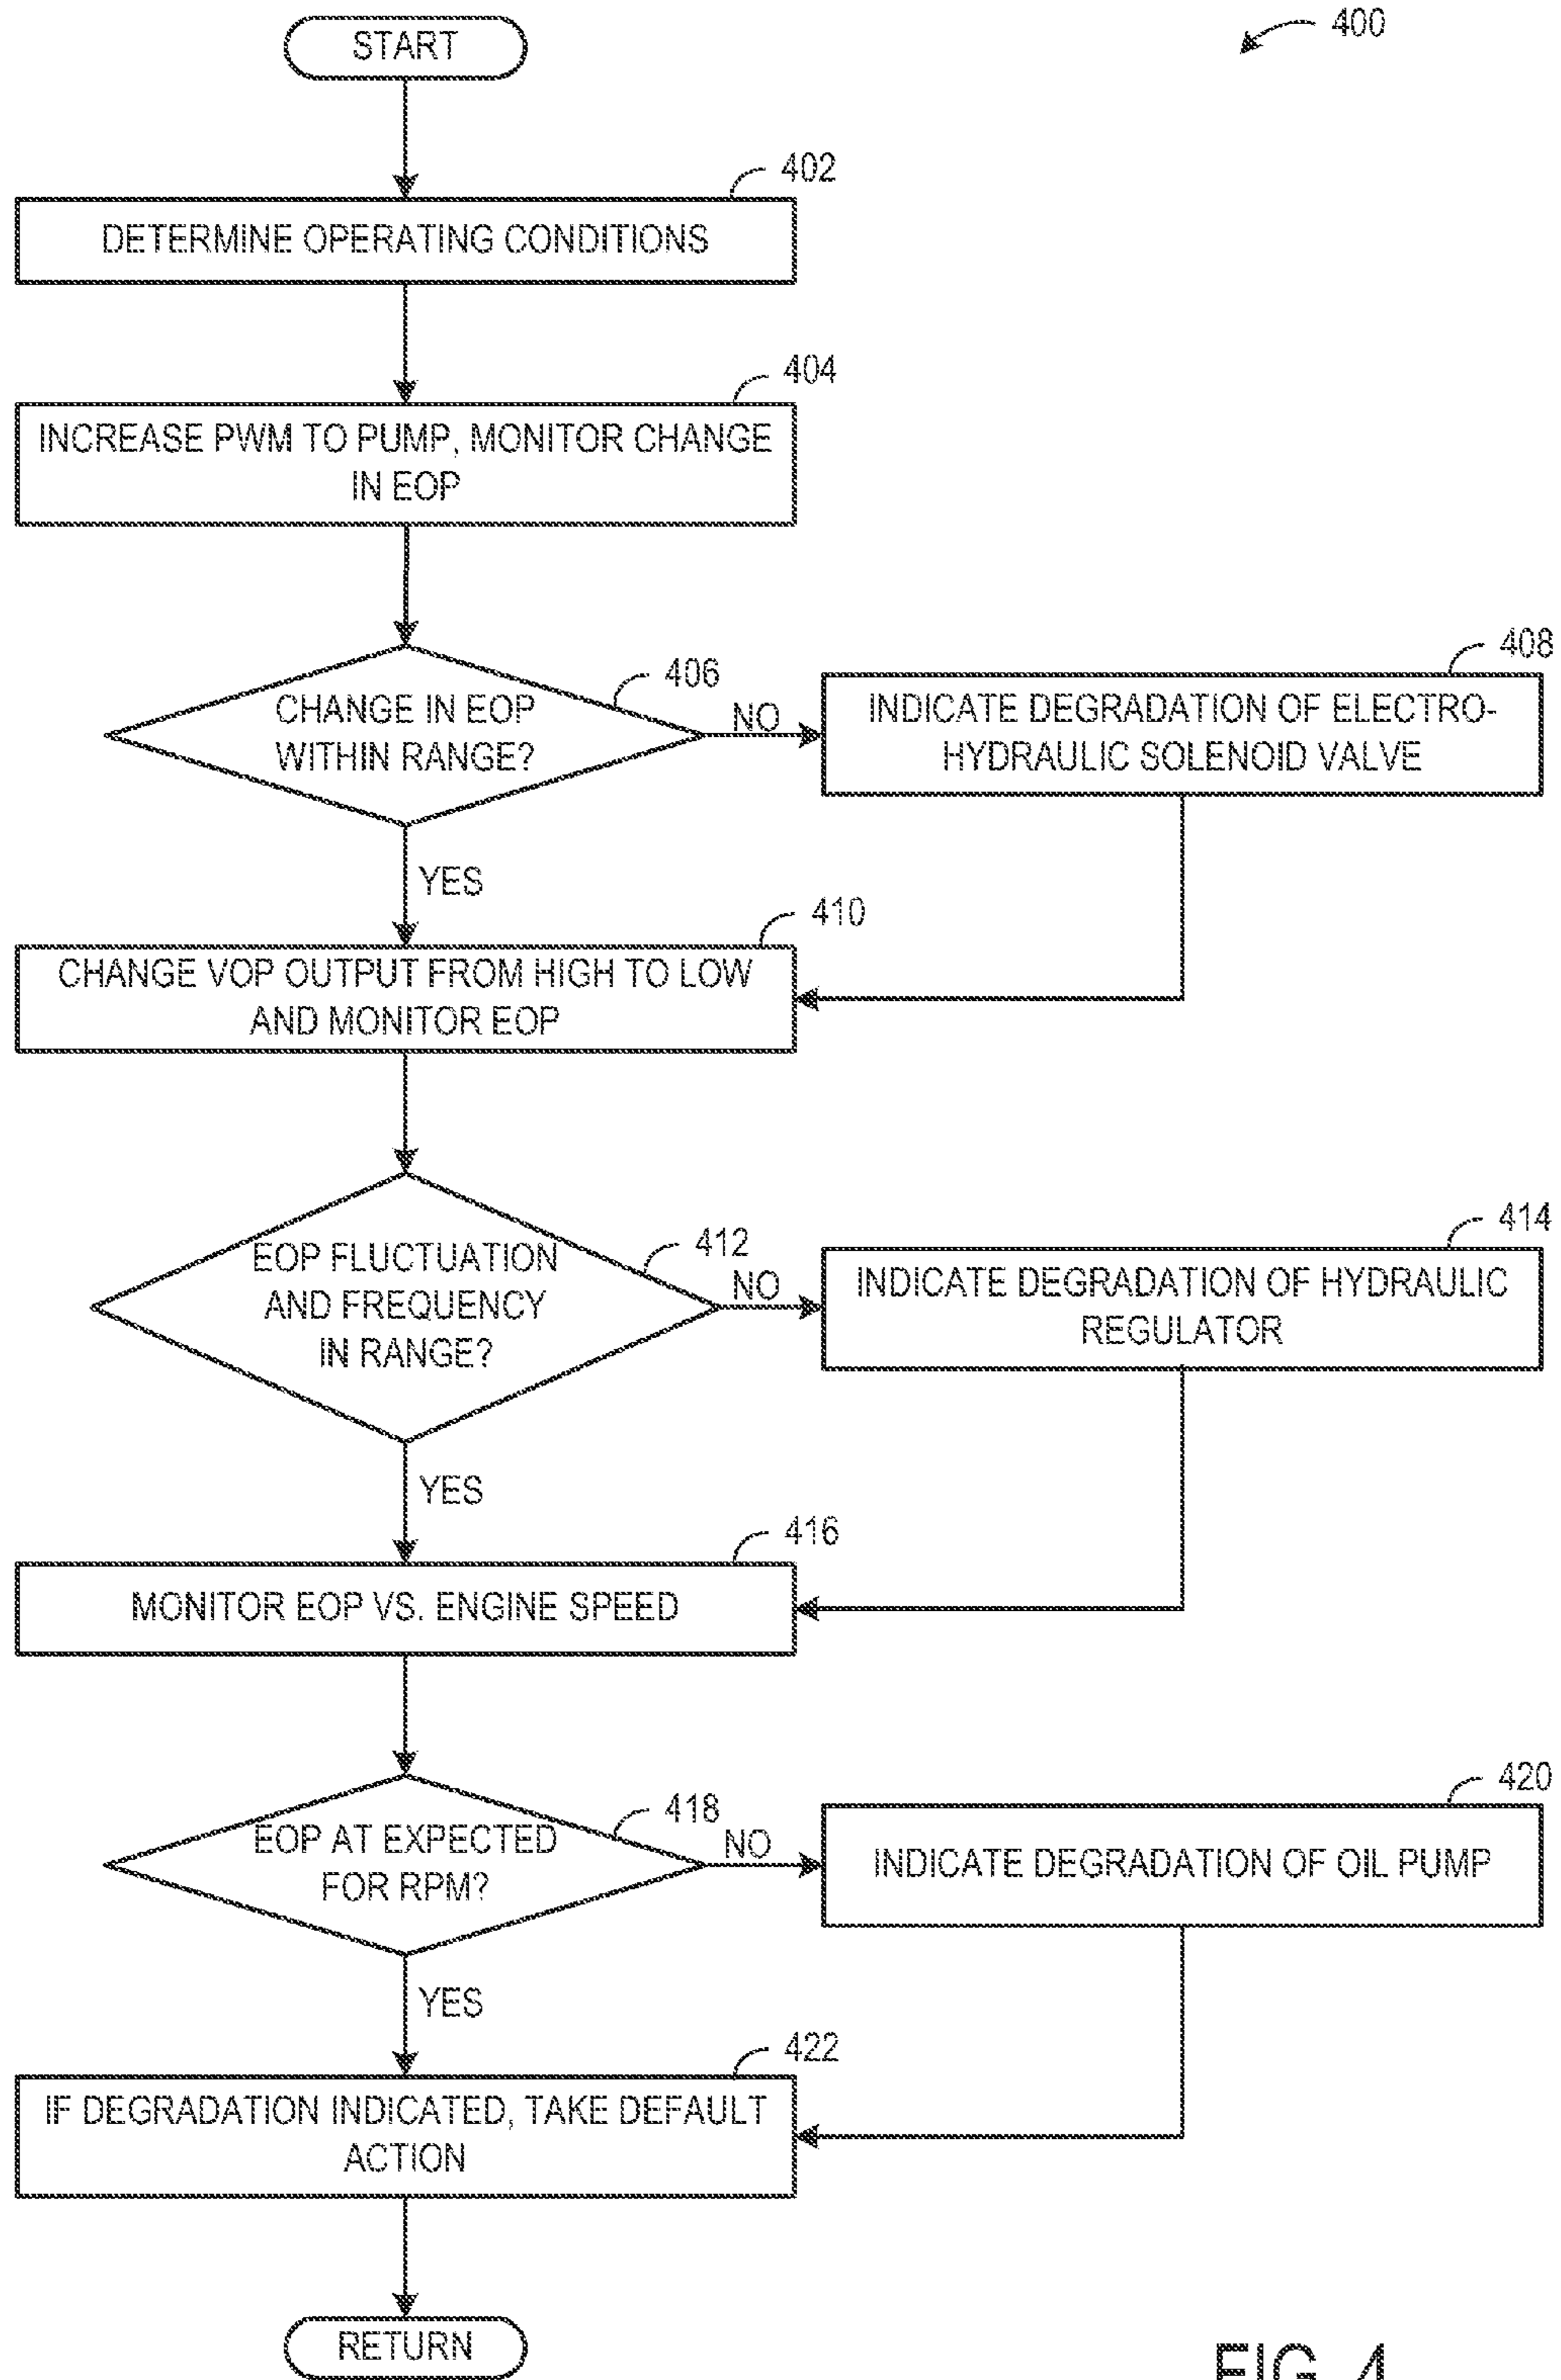 START
400
402
DETERMINE OPERATING CONDITIONS
404
INCREASE PWM TO PUMP, MONITOR CHANGE
IN EOP
406
CHANGE IN EOP
WITHIN RANGE?
NO
408
INDICATE DEGRADATION OF ELECTRO-
HYDRAULIC SOLENOID VALVE
YES
410
CHANGE VOP OUTPUT FROM HIGH TO LOW
AND MONITOR EOP
412
EOP FLUCTUATION
AND FREQUENCY
IN RANGE?
NO
414
INDICATE DEGRADATION OF HYDRAULIC
REGULATOR
YES
416
MONITOR EOP VS. ENGINE SPEED
418
EOP AT EXPECTED
FOR RPM?
NO
420
INDICATE DEGRADATION OF OIL PUMP
YES
422
IF DEGRADATION INDICATED, TAKE DEFAULT
ACTION
RETURN
FIG. 4